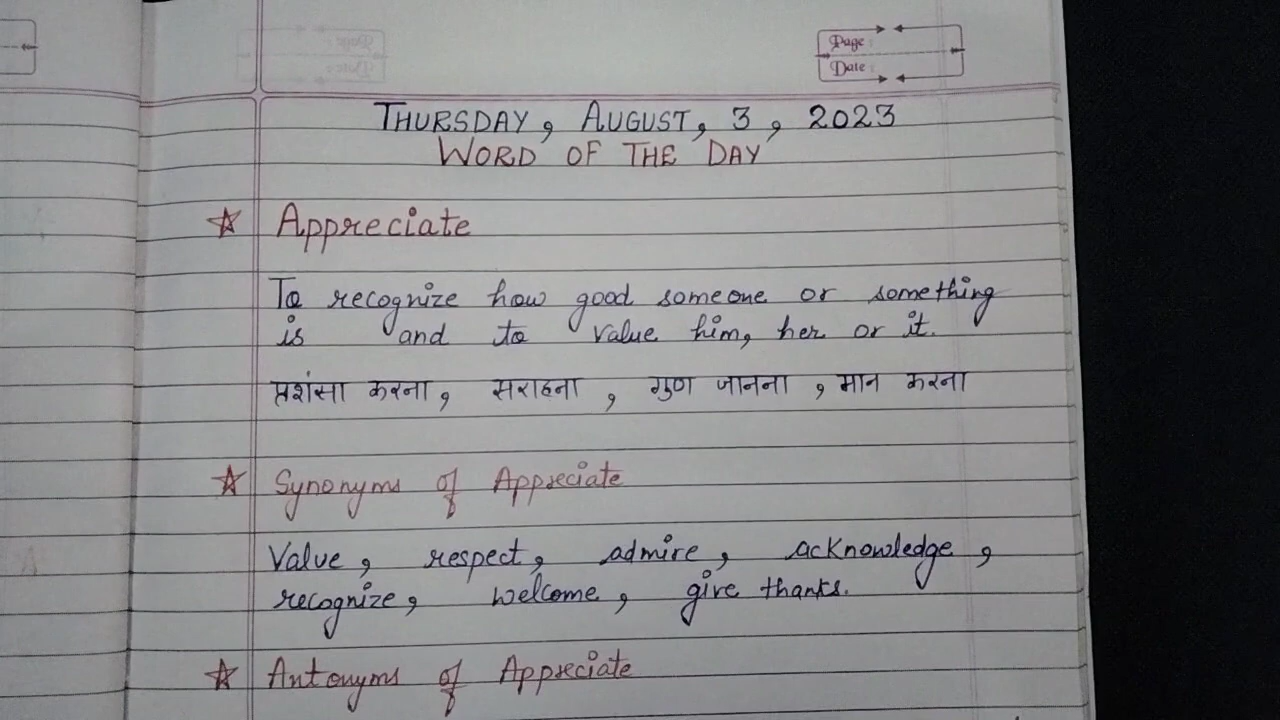 Page:
Date:
THURSDAY, AUGUST, 3, 2023
WORD OF THE DAY
☆ Appreciate
To recognize how good someone or something
is and to value him, her or it.
प्रशंसा करना, सराहना, गुण जानना, मान करना
☆ Synonyms of Appreciate
Value, respect, admire, acknowledge,
recognize, welcome, give thanks.
☆ Antonyms of Appreciate